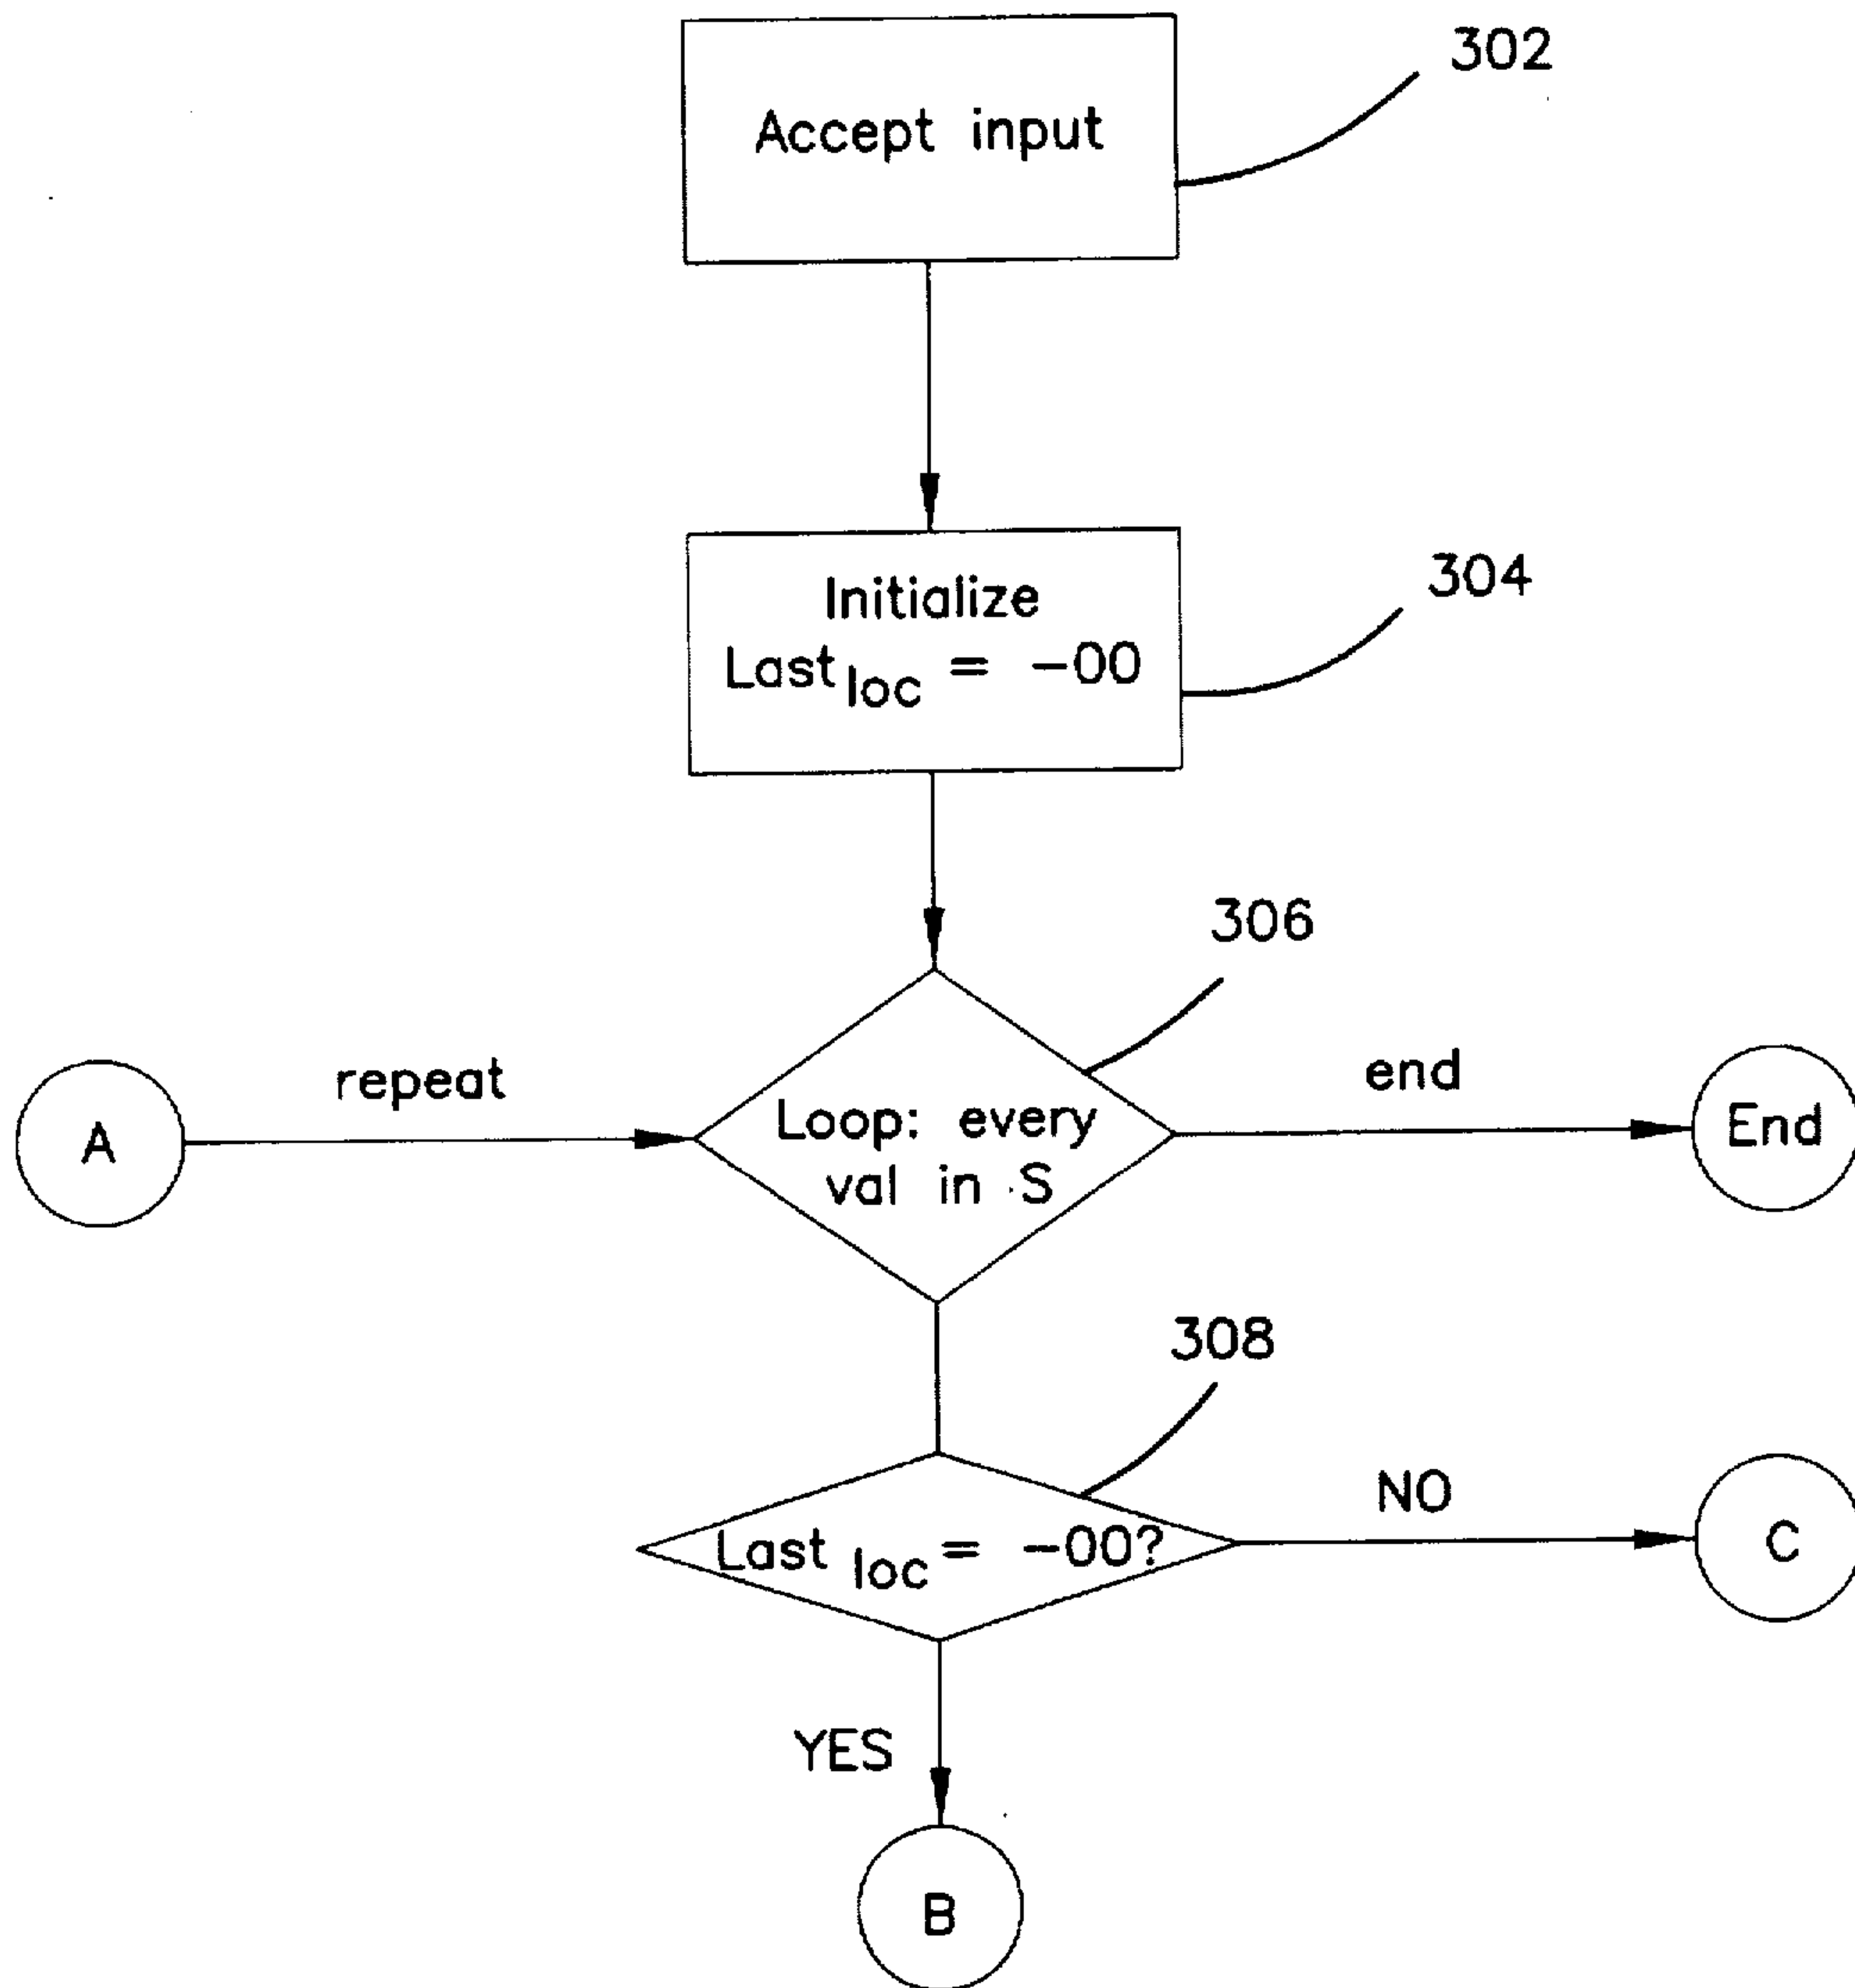 302
Accept input
304
Initialize
Last loc = -00
306
repeat
end
A
Loop: every
End
val in S
308
NO
Last loc = -00?
C
YES
B